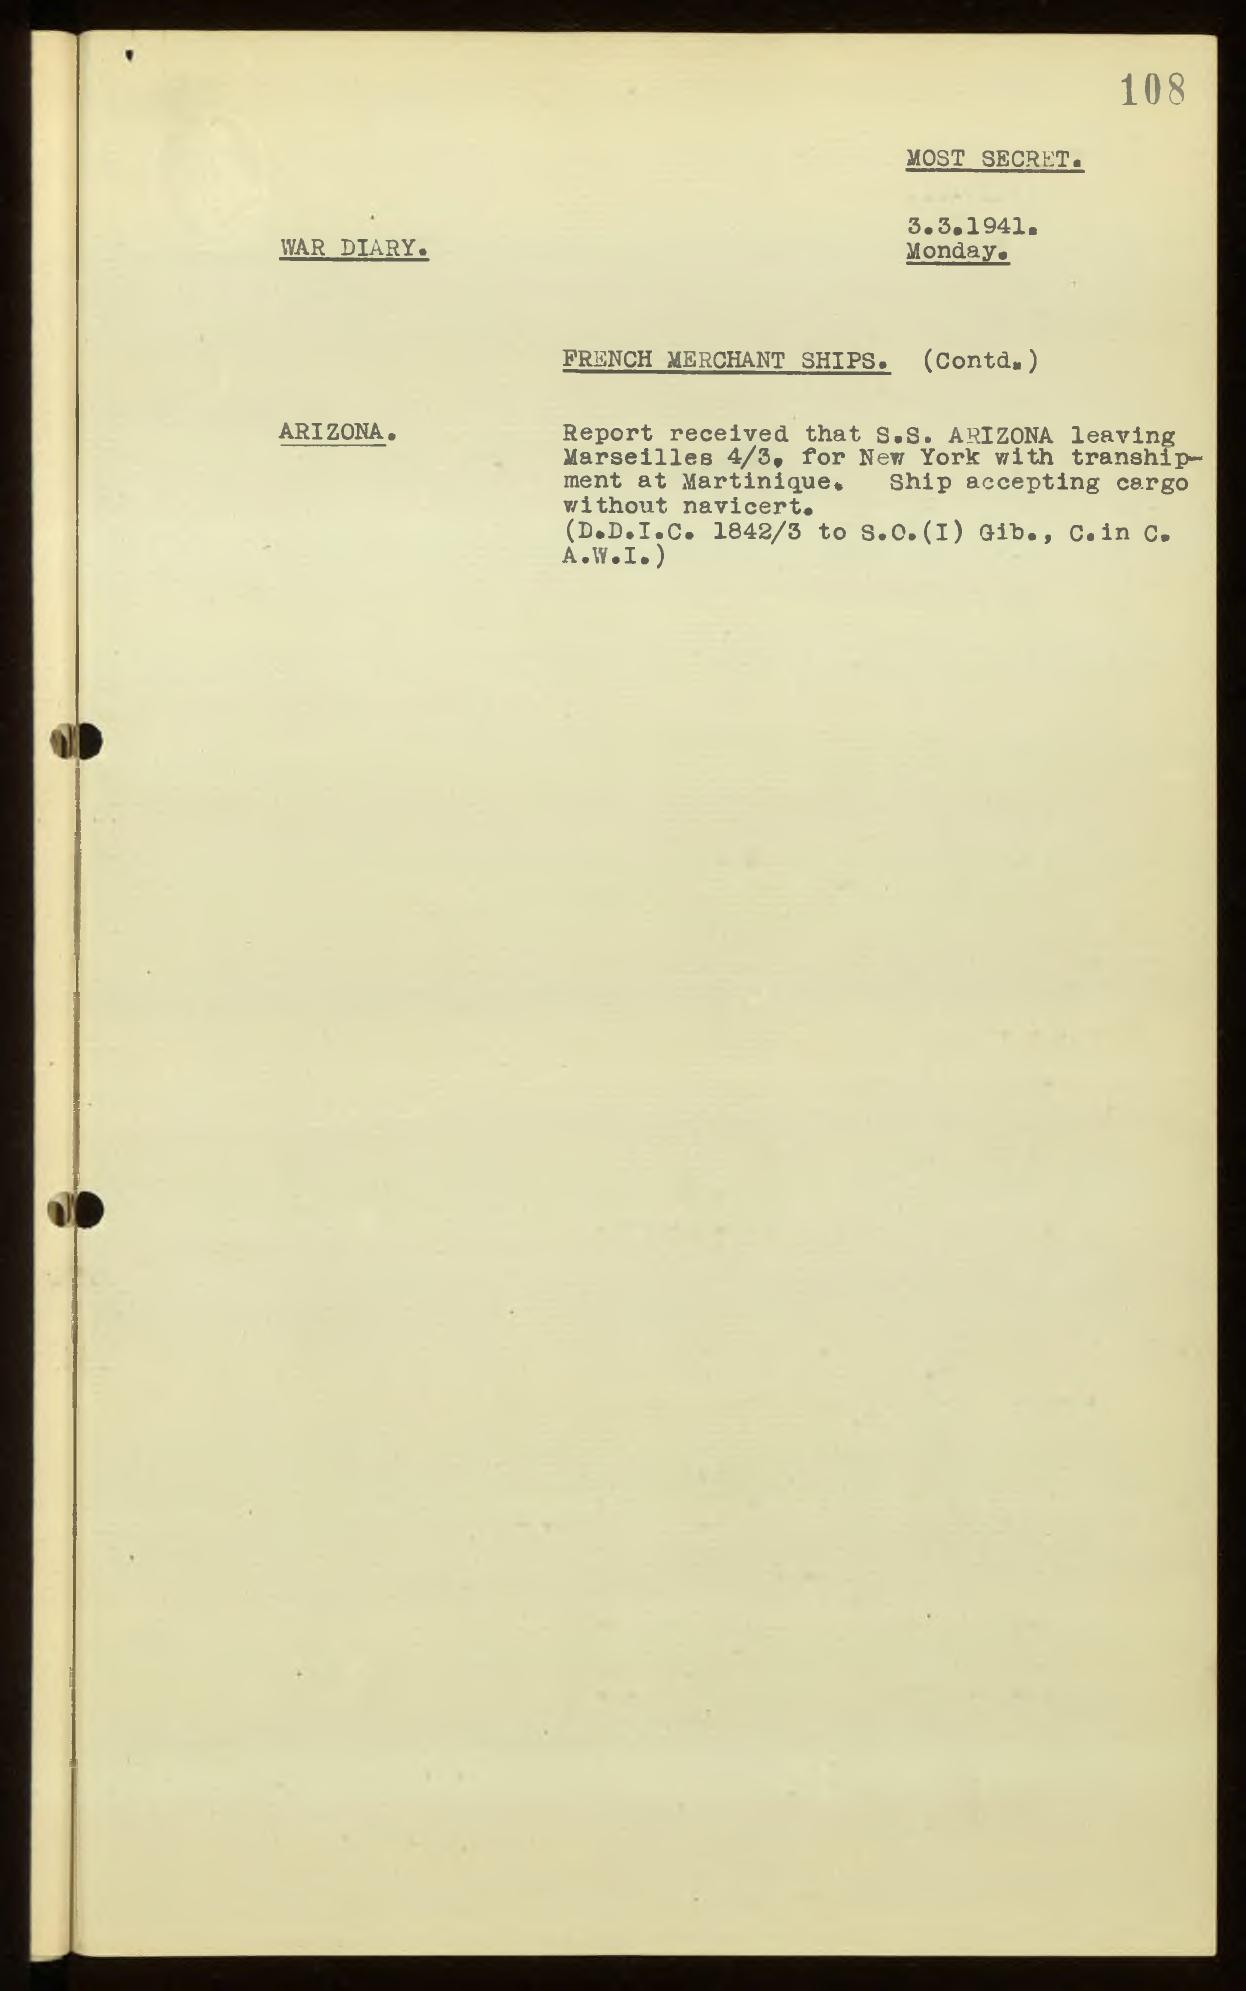 108
MOST SECRET.
3.3.1941.
WAR DIARY.
Monday.
FRENCH MERCHANT SHIPS. (Contd.)
ARIZONA.
Report received that S.S. ARIZONA leaving
Marseilles 4/3, for New York with tranship-
ment at Martinique. Ship accepting cargo
without navicert.
(D.D.I.C. 1842/3 to S.O.(I) Gib., C.in C.
A.W.I.)